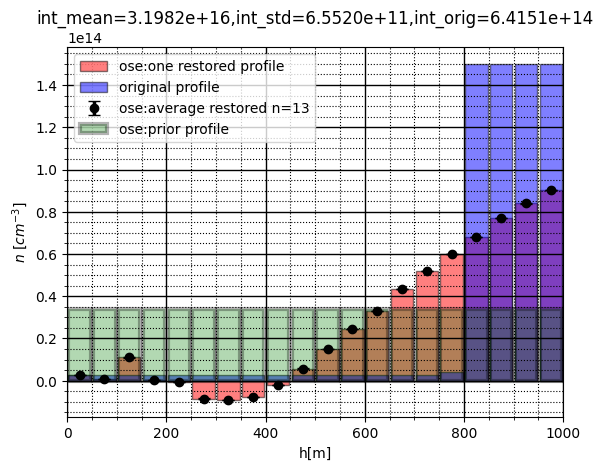 int_mean=3.1982e+16,int_std=6.5520e+11,int_orig=6.4151e+14
1e14
ose:one restored profile
original profile
ose:average restored n=13
ose:prior profile
1.4
1.2
1.0
0.8
0.6
0.4
0.2
0.0
n [cm⁻³]
0 200 400 600 800 1000
h[m]